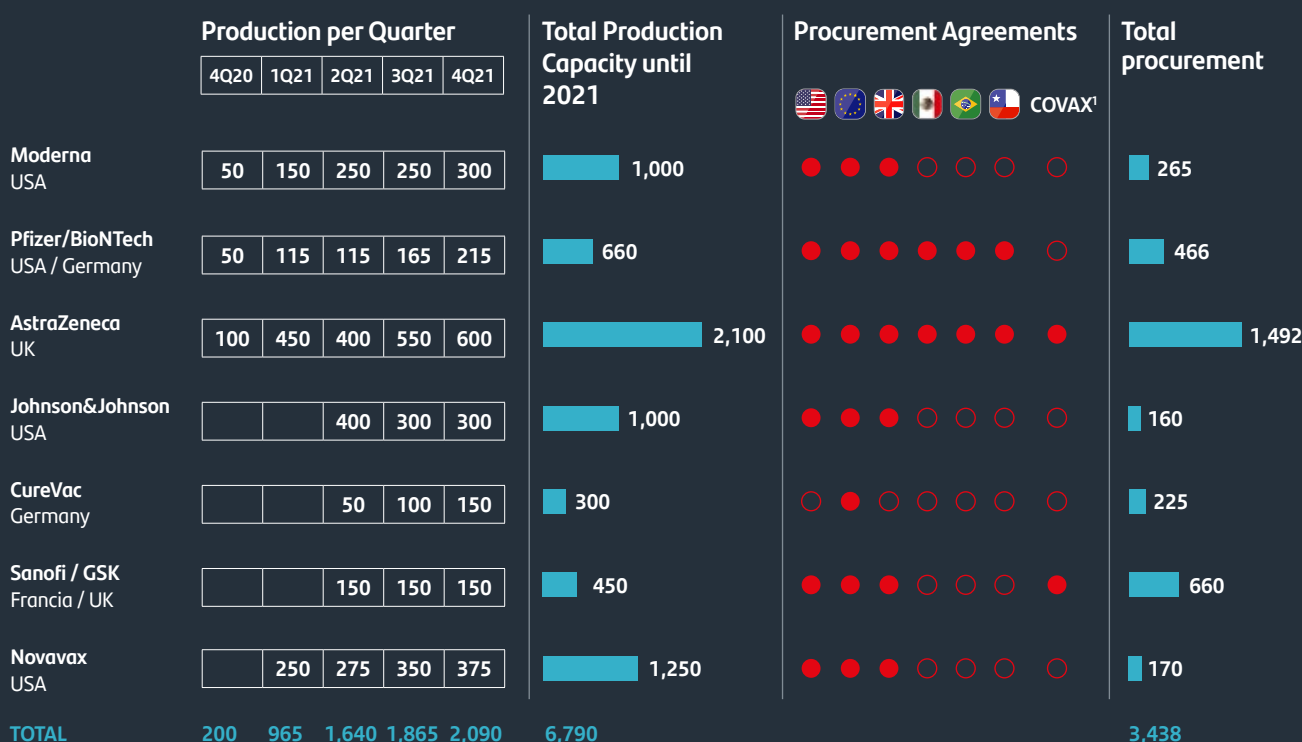 Production per Quarter
4Q20 1Q21 2Q21 3Q21 4Q21
Total Production
Capacity until
2021
Procurement Agreements
COVAX¹
Total
procurement
Moderna
USA
50 150 250 250 300
1,000
265
Pfizer/BioNTech
USA / Germany
50 115 115 165 215
660
466
AstraZeneca
UK
100 450 400 550 600
2,100
1,492
Johnson&Johnson
USA
400 300 300
1,000
160
CureVac
Germany
50 100 150
300
225
Sanofi / GSK
Francia / UK
150 150 150
450
660
Novavax
USA
250 275 350 375
1,250
170
TOTAL 200 965 1,640 1,865 2,090 6,790 3,438